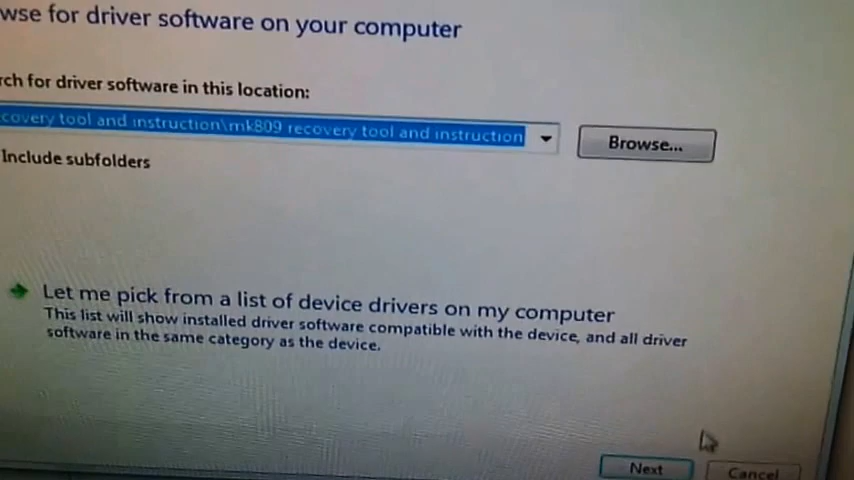 wse for driver software on your computer
rch for driver software in this location:
covery tool and instruction\mk809 recovery tool and instruction
Browse...
Include subfolders
Let me pick from a list of device drivers on my computer
This list will show installed driver software compatible with the device, and all driver
software in the same category as the device.
Next
Cancel